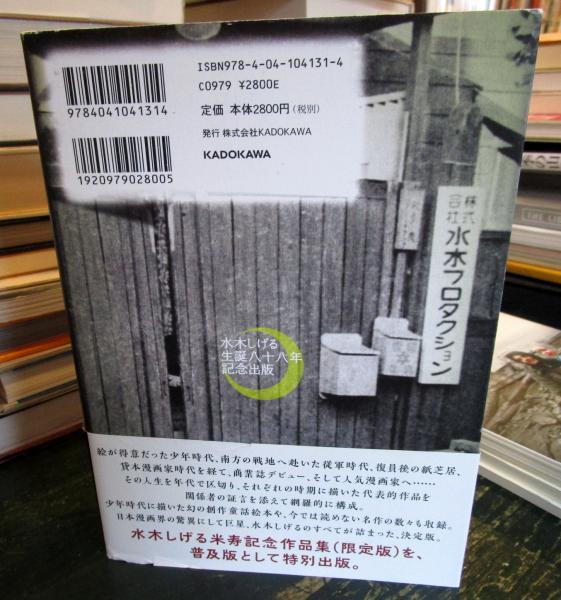 ISBN978-4-04-104131-4
C0979 ¥2800E
定価 本体2800円(税別)
発行 株式会社KADOKAWA
KADOKAWA
9784041041314
1920979028005
株式
会社
水木プロダクション
水木しげる
生誕八十八年
記念出版
絵が得意だった少年時代、南方の戦地へ赴いた従軍時代、復員後の紙芝居、
貸本漫画家時代を経て、商業誌デビュー、そして人気漫画家へ……
その人生を年代で区切り、それぞれの時期に描いた代表的作品を
関係者の証言を添えて網羅的に構成。
少年時代に描いた幻の創作童話絵本や、今では読めない名作の数々も収録。
日本漫画界の驚異にして巨星、水木しげるのすべてが詰まった、決定版。
水木しげる米寿記念作品集(限定版)を、
普及版として特別出版。